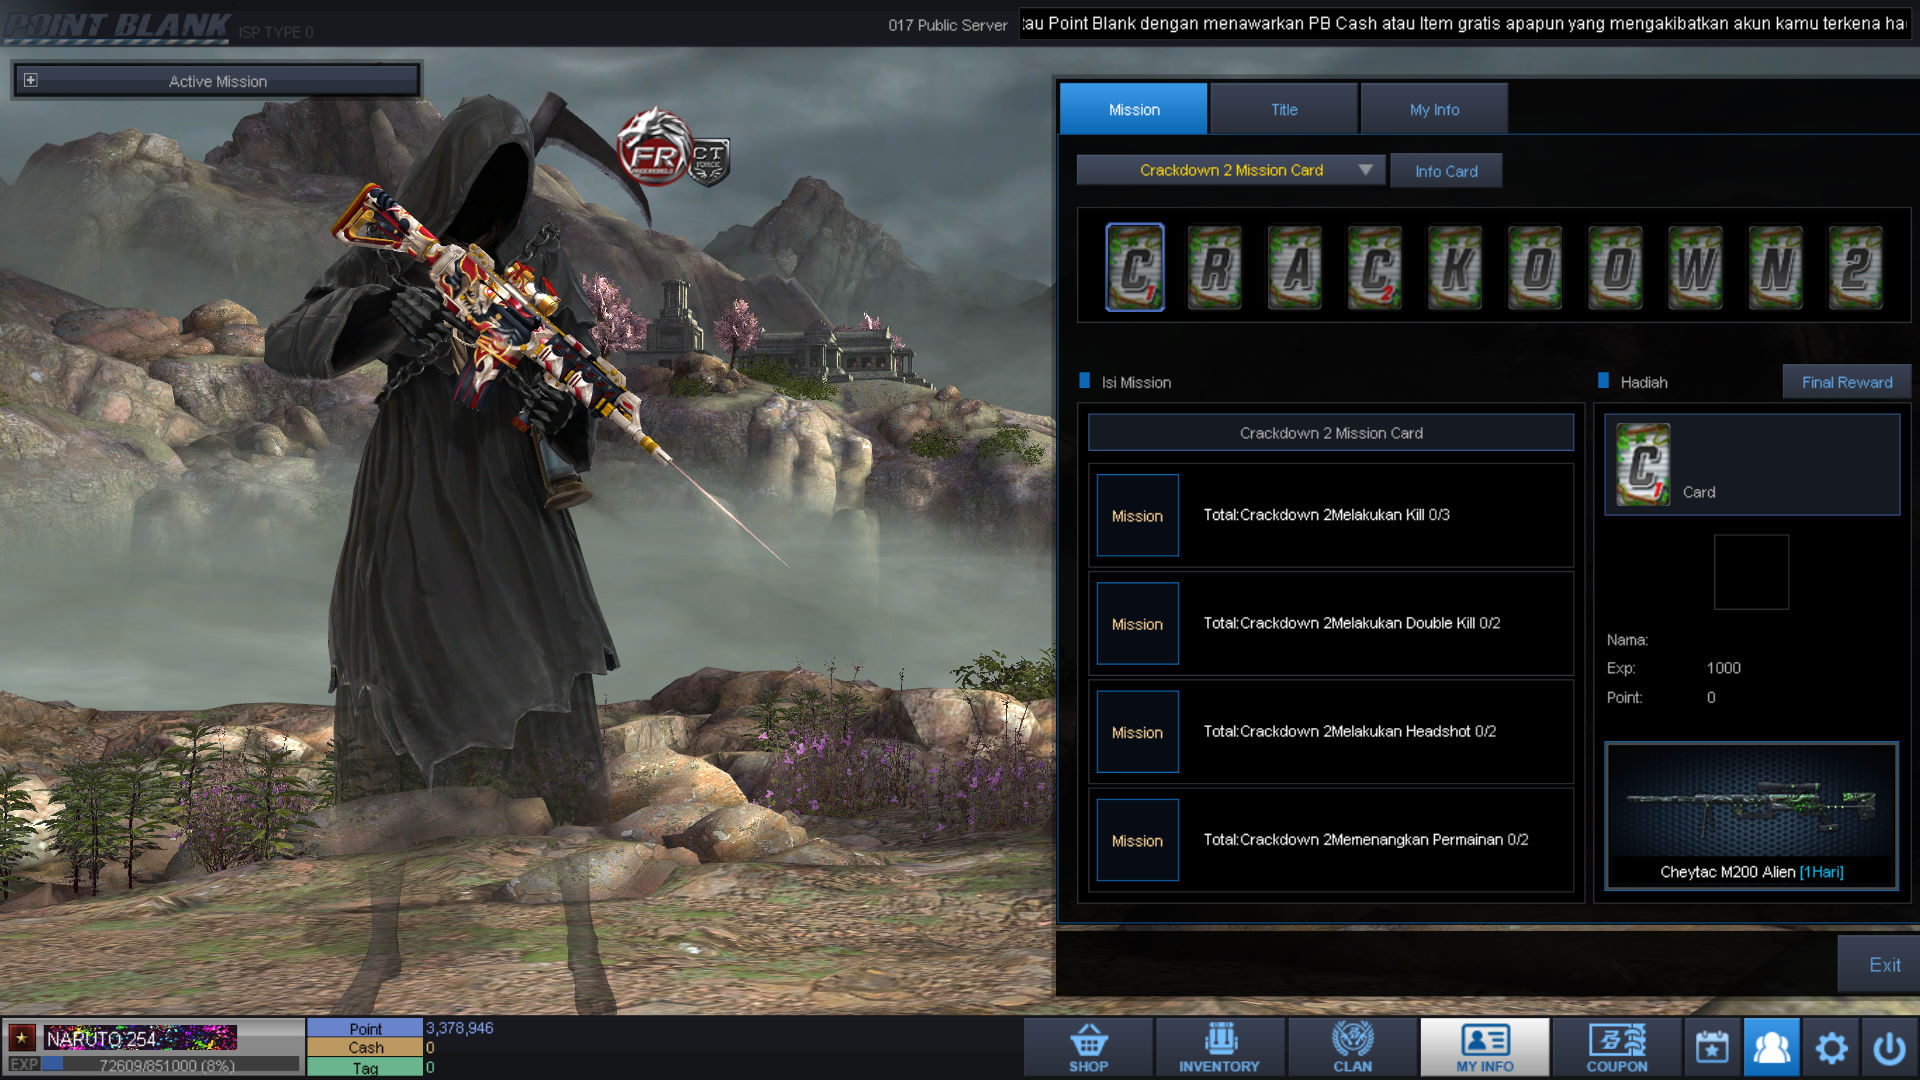 POINT BLANK ISP TYPE 0
017 Public Server
tau Point Blank dengan menawarkan PB Cash atau Item gratis apapun yang mengakibatkan akun kamu terkena ha
Active Mission
FR
CT
FORCE
Mission
Title
My Info
Crackdown 2 Mission Card
Info Card
C1 R A C2 K D O W N 2
Isi Mission
Crackdown 2 Mission Card
Mission Total:Crackdown 2Melakukan Kill 0/3
Mission Total:Crackdown 2Melakukan Double Kill 0/2
Mission Total:Crackdown 2Melakukan Headshot 0/2
Mission Total:Crackdown 2Memenangkan Permainan 0/2
Hadiah
Final Reward
C1 Card
Nama:
Exp: 1000
Point: 0
Cheytac M200 Alien [1Hari]
Exit
NARUTO 254
EXP 72609/851000 (8%)
Point 3,378,946
Cash 0
Tag 0
SHOP
INVENTORY
CLAN
MY INFO
COUPON